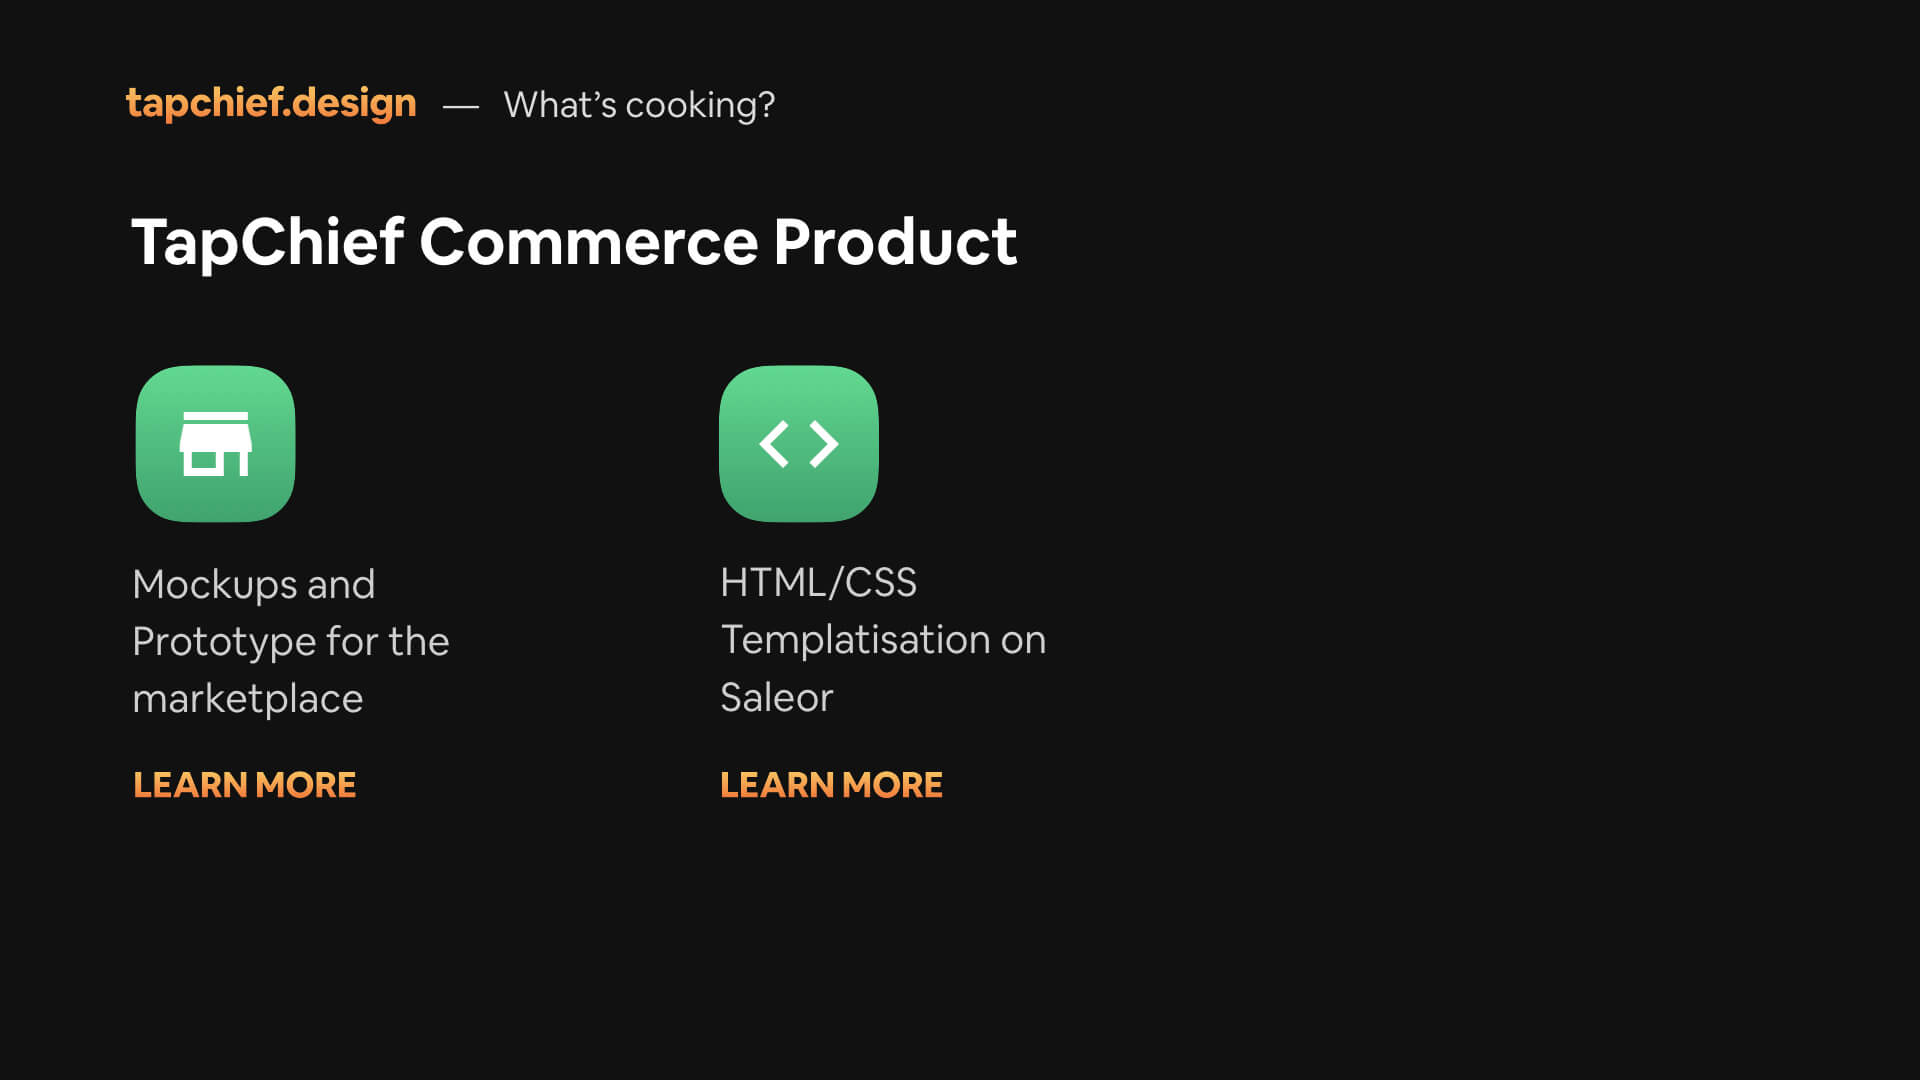 tapchief.design — What’s cooking?
TapChief Commerce Product
Mockups and
Prototype for the
marketplace
LEARN MORE
HTML/CSS
Templatisation on
Saleor
LEARN MORE